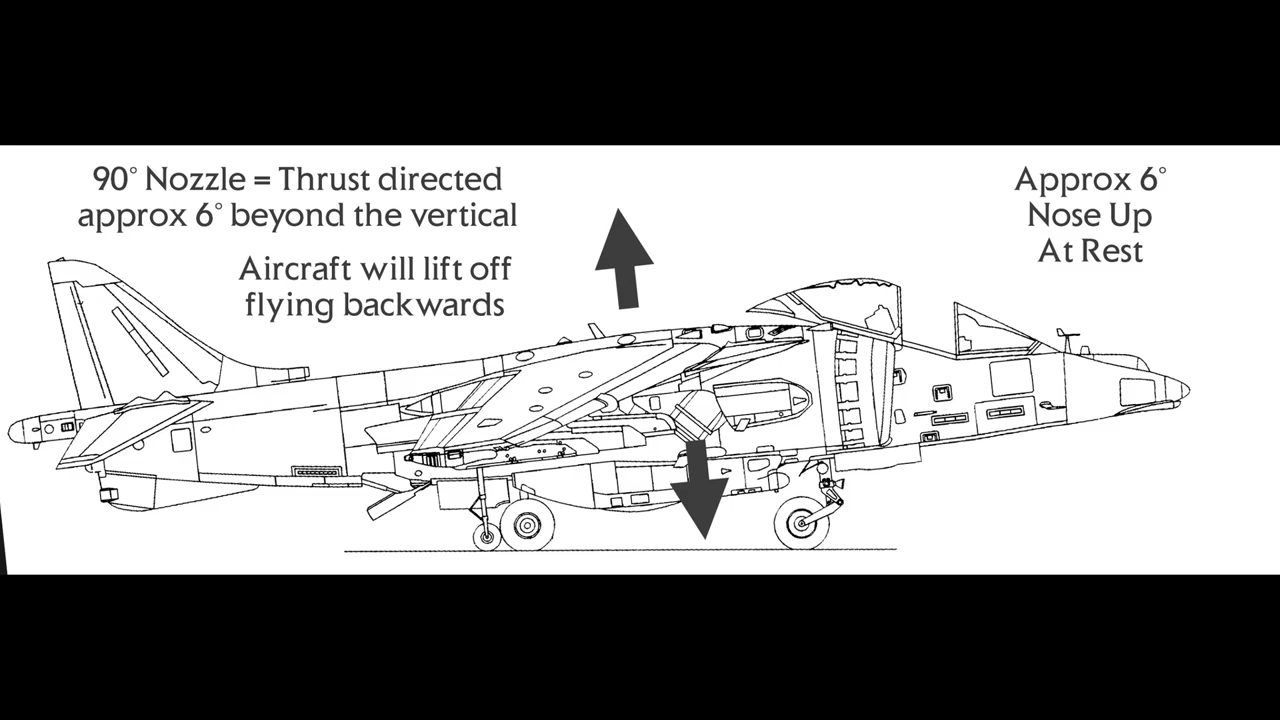 90° Nozzle = Thrust directed
approx 6° beyond the vertical
Aircraft will lift off
flying backwards
Approx 6°
Nose Up
At Rest